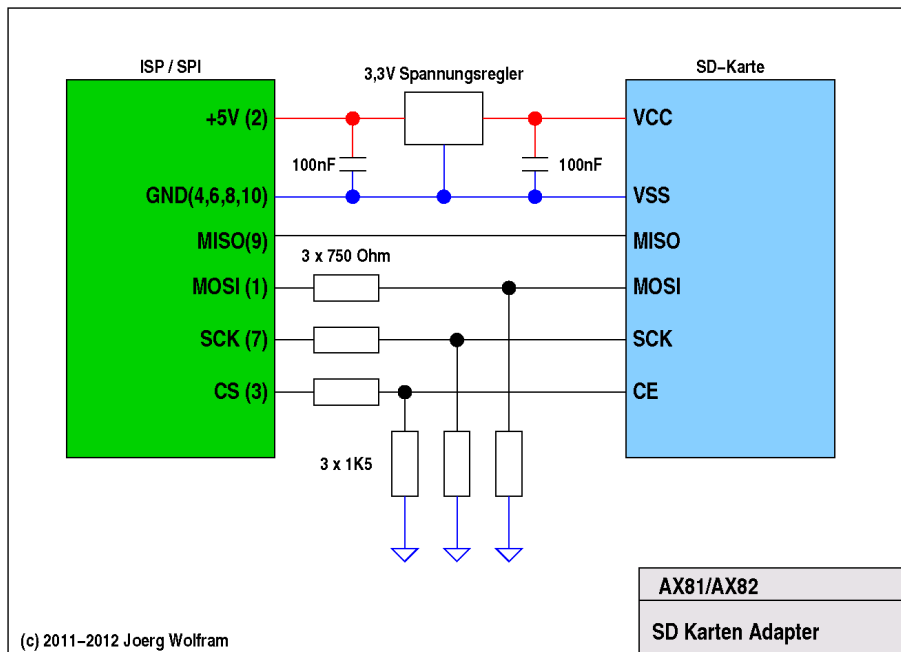 ISP / SPI
3,3V Spannungsregler
SD−Karte
+5V (2)
VCC
100nF
100nF
GND(4,6,8,10)
VSS
MISO(9)
MISO
3 x 750 Ohm
MOSI (1)
MOSI
SCK (7)
SCK
CS (3)
CE
3 x 1K5
AX81/AX82
SD Karten Adapter
(c) 2011−2012 Joerg Wolfram